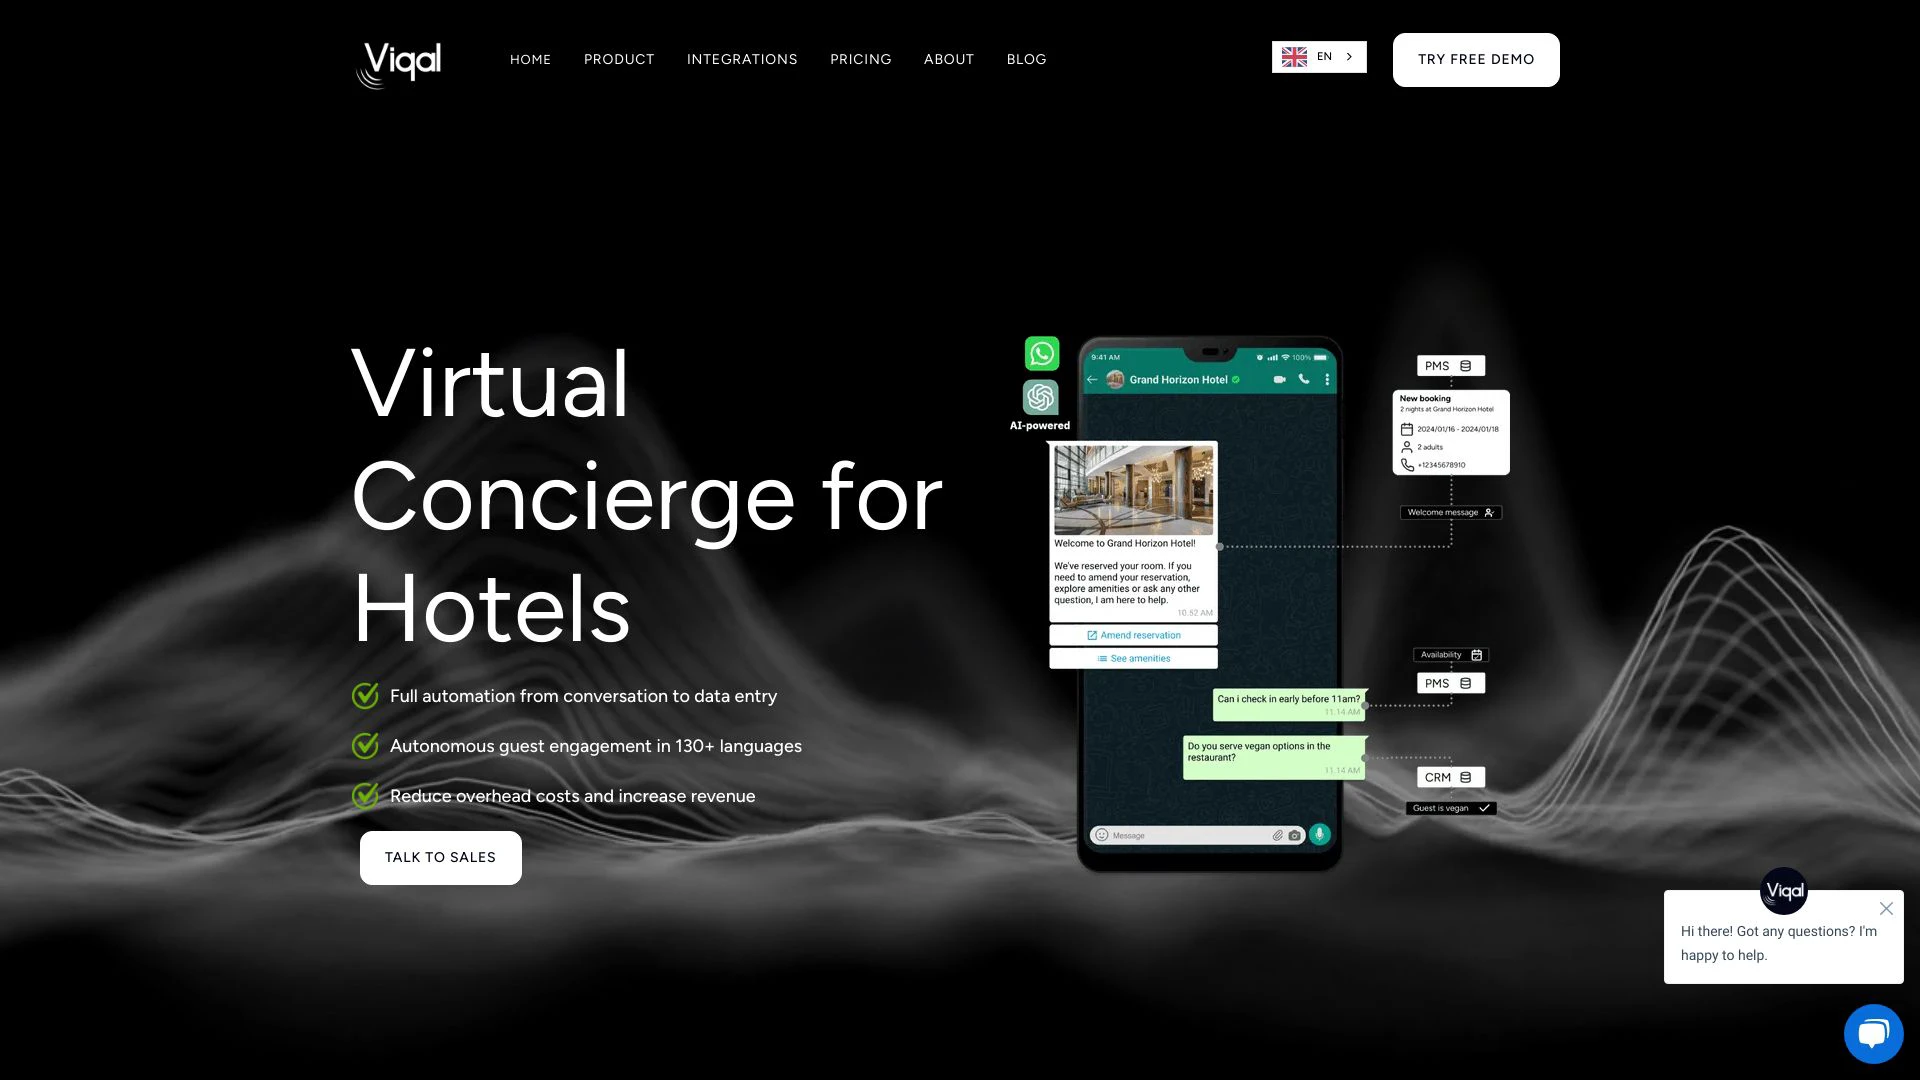 Viqal
HOME
PRODUCT
INTEGRATIONS
PRICING
ABOUT
BLOG
EN
TRY FREE DEMO
Virtual
Concierge for
Hotels
Full automation from conversation to data entry
Autonomous guest engagement in 130+ languages
Reduce overhead costs and increase revenue
TALK TO SALES
AI-powered
9:41 AM
100%
Grand Horizon Hotel
Welcome to Grand Horizon Hotel!
We've reserved your room. If you
need to amend your reservation,
explore amenities or ask any other
question, I am here to help.
10.52 AM
Amend reservation
See amenities
Can i check in early before 11am?
11.14 AM
Do you serve vegan options in the
restaurant?
11.14 AM
Message
PMS
New booking
2 nights at Grand Horizon Hotel
2024/01/16 - 2024/01/18
2 adults
+12345678910
Welcome message
Availability
PMS
CRM
Guest is vegan
Viqal
Hi there! Got any questions? I'm
happy to help.